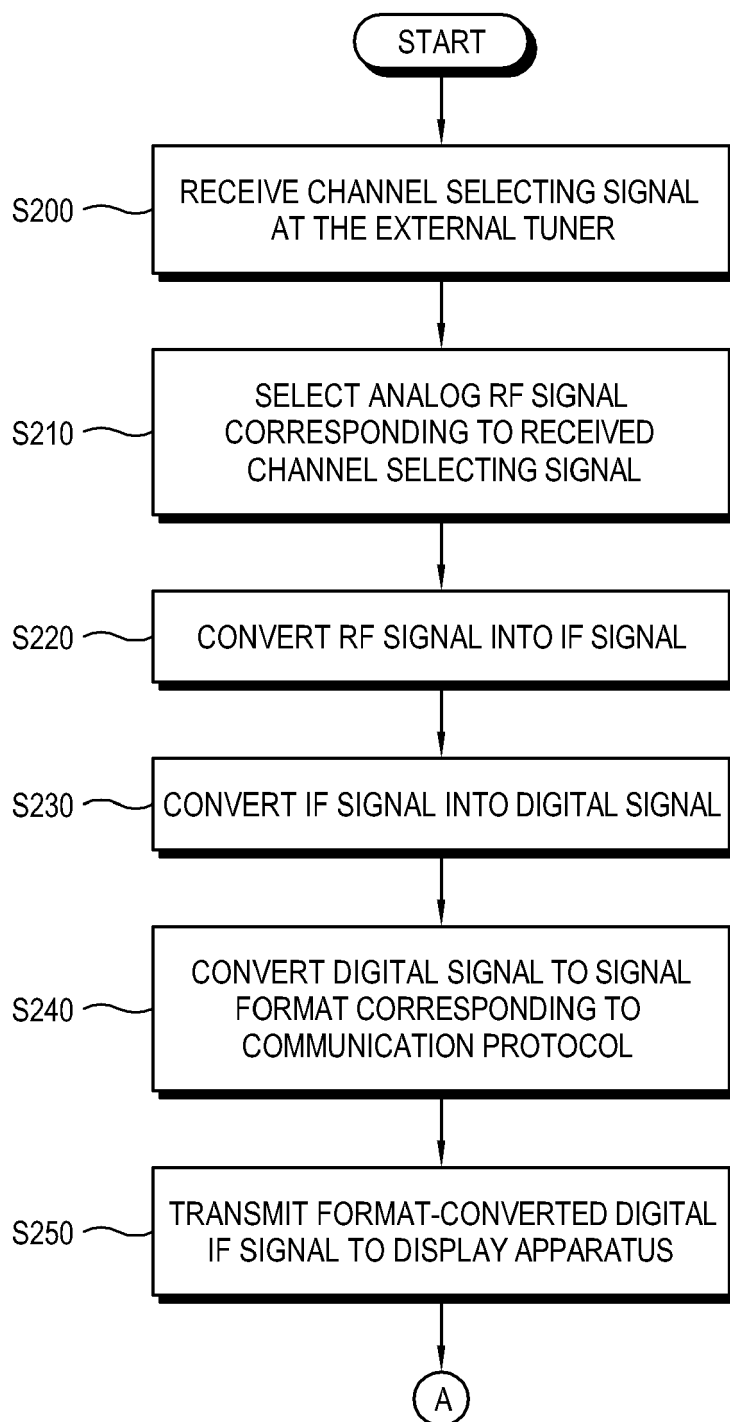 START
S200
RECEIVE CHANNEL SELECTING SIGNAL
AT THE EXTERNAL TUNER
S210
SELECT ANALOG RF SIGNAL
CORRESPONDING TO RECEIVED
CHANNEL SELECTING SIGNAL
S220
CONVERT RF SIGNAL INTO IF SIGNAL
S230
CONVERT IF SIGNAL INTO DIGITAL SIGNAL
S240
CONVERT DIGITAL SIGNAL TO SIGNAL
FORMAT CORRESPONDING TO
COMMUNICATION PROTOCOL
S250
TRANSMIT FORMAT-CONVERTED DIGITAL
IF SIGNAL TO DISPLAY APPARATUS
A